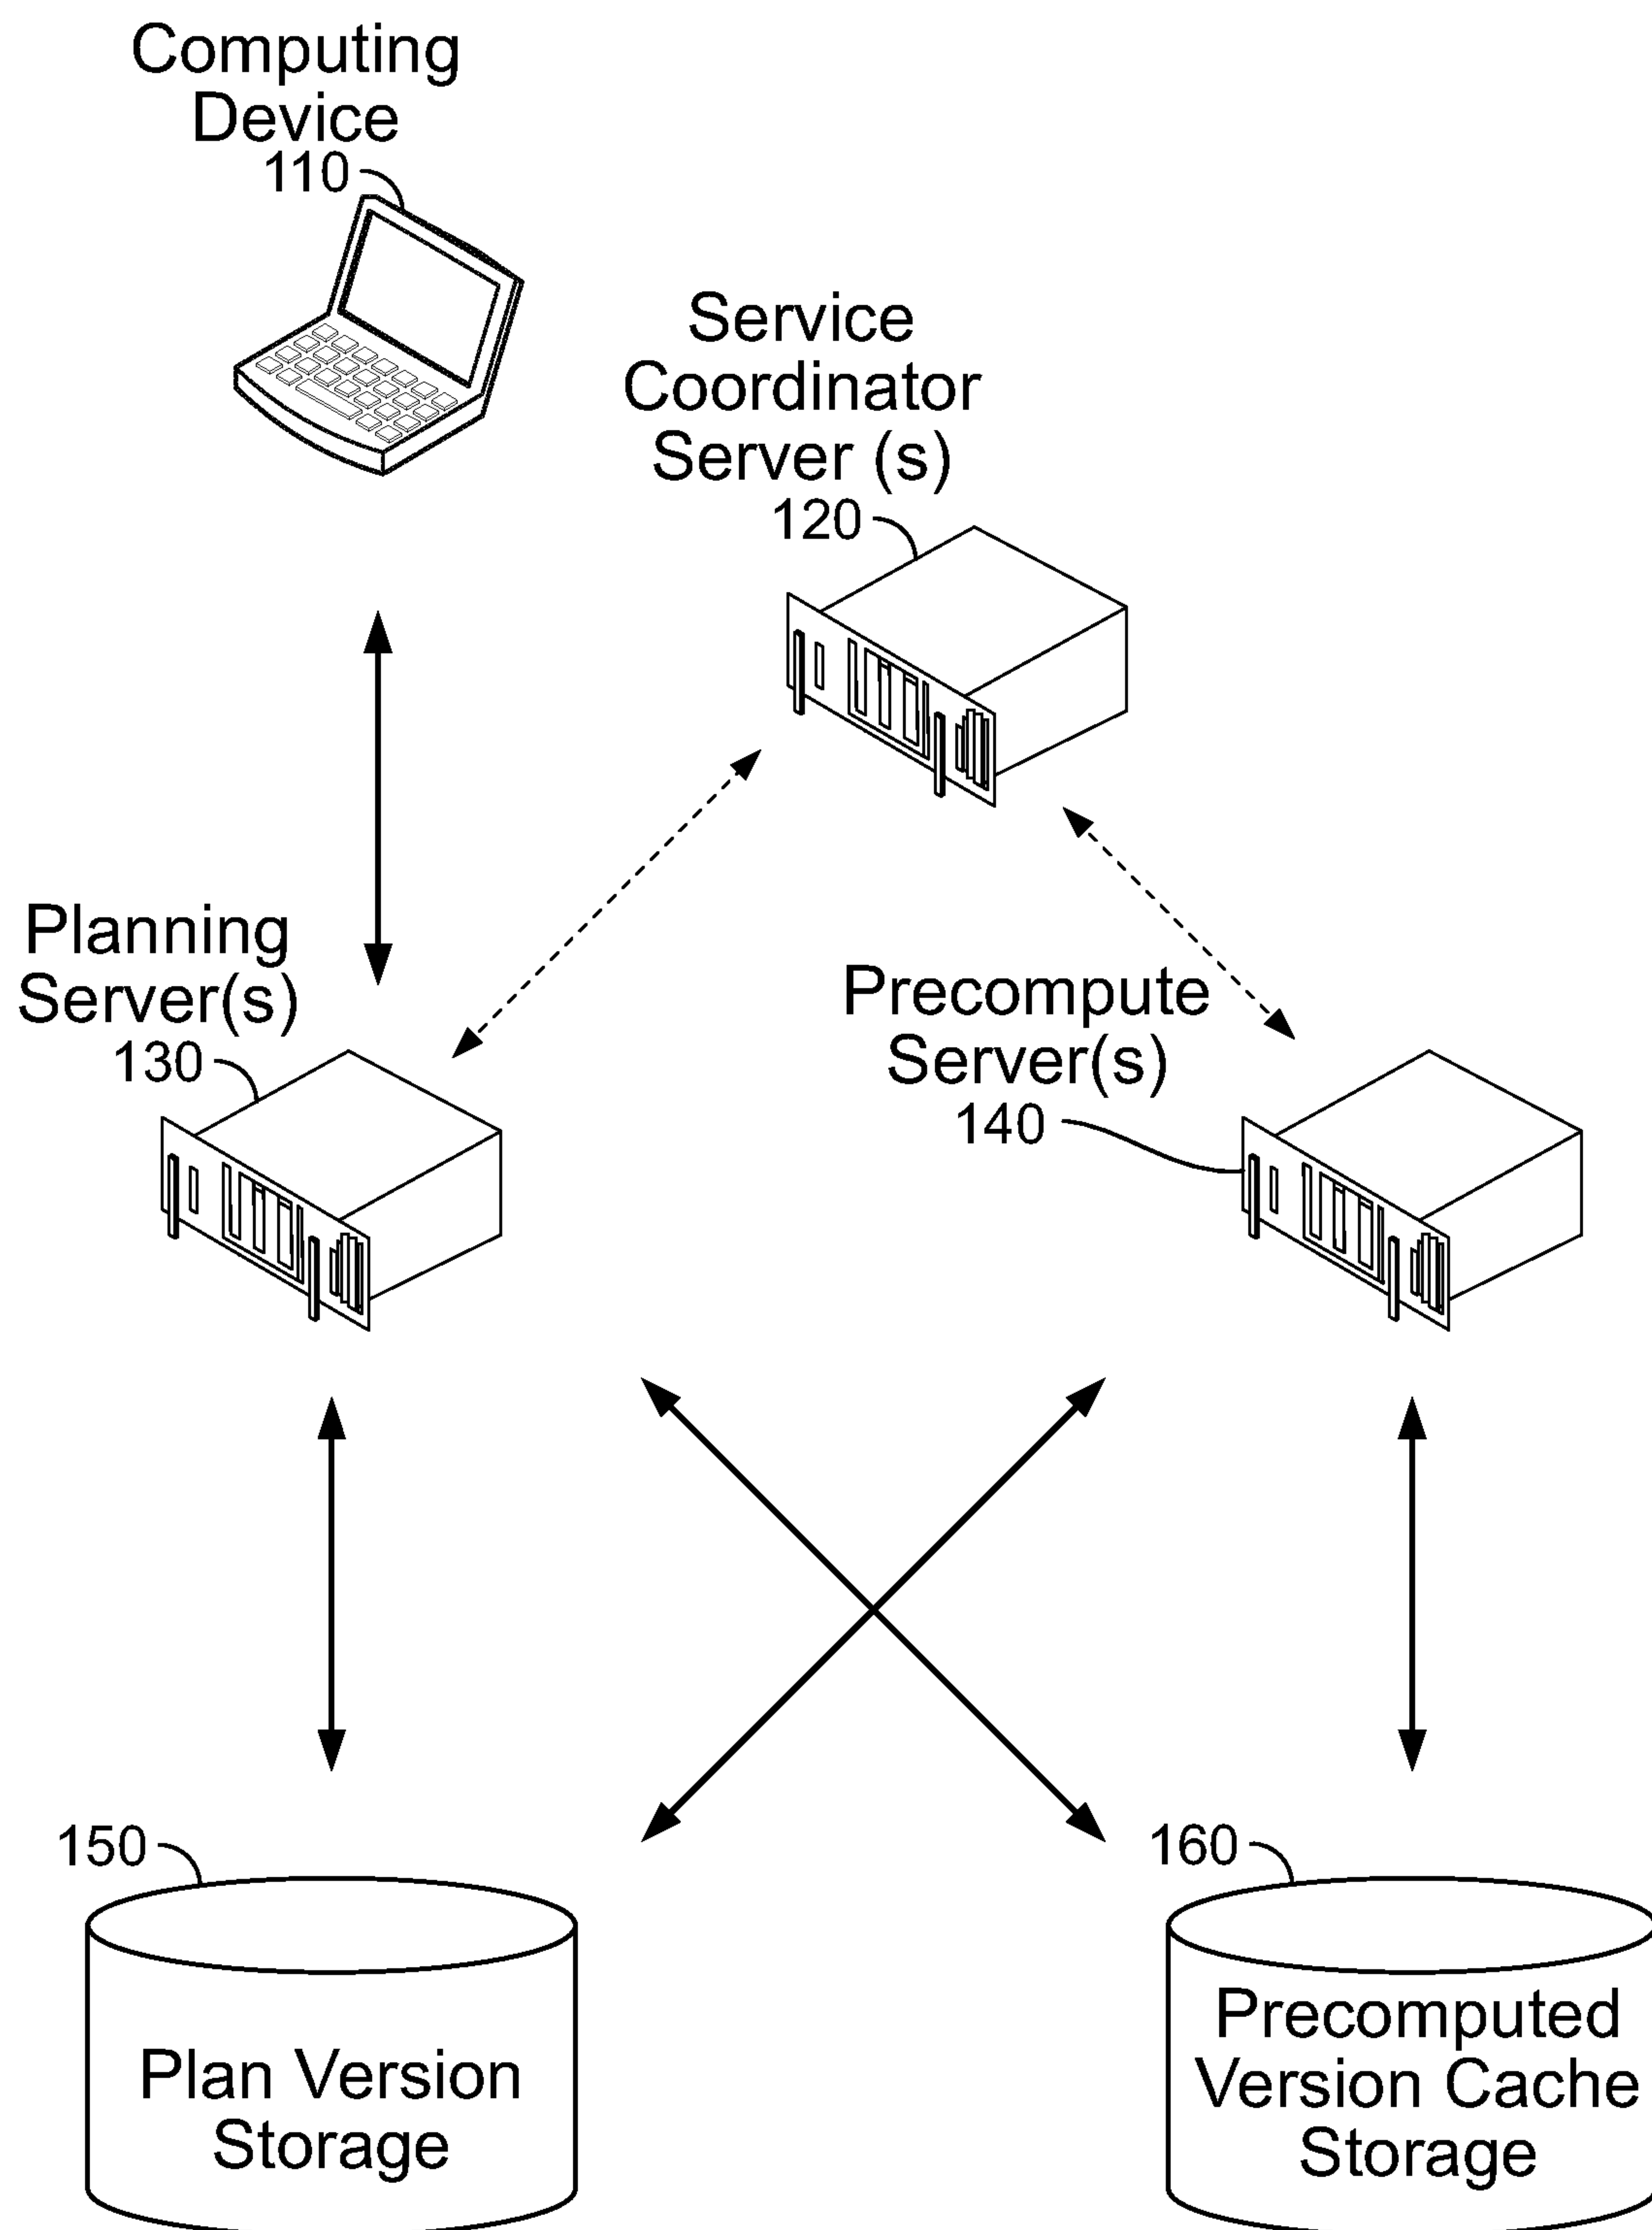 Computing
Device
110
Service
Coordinator
Server (s)
120
Planning
Server(s)
130
Precompute
Server(s)
140
150
Plan Version
Storage
160
Precomputed
Version Cache
Storage